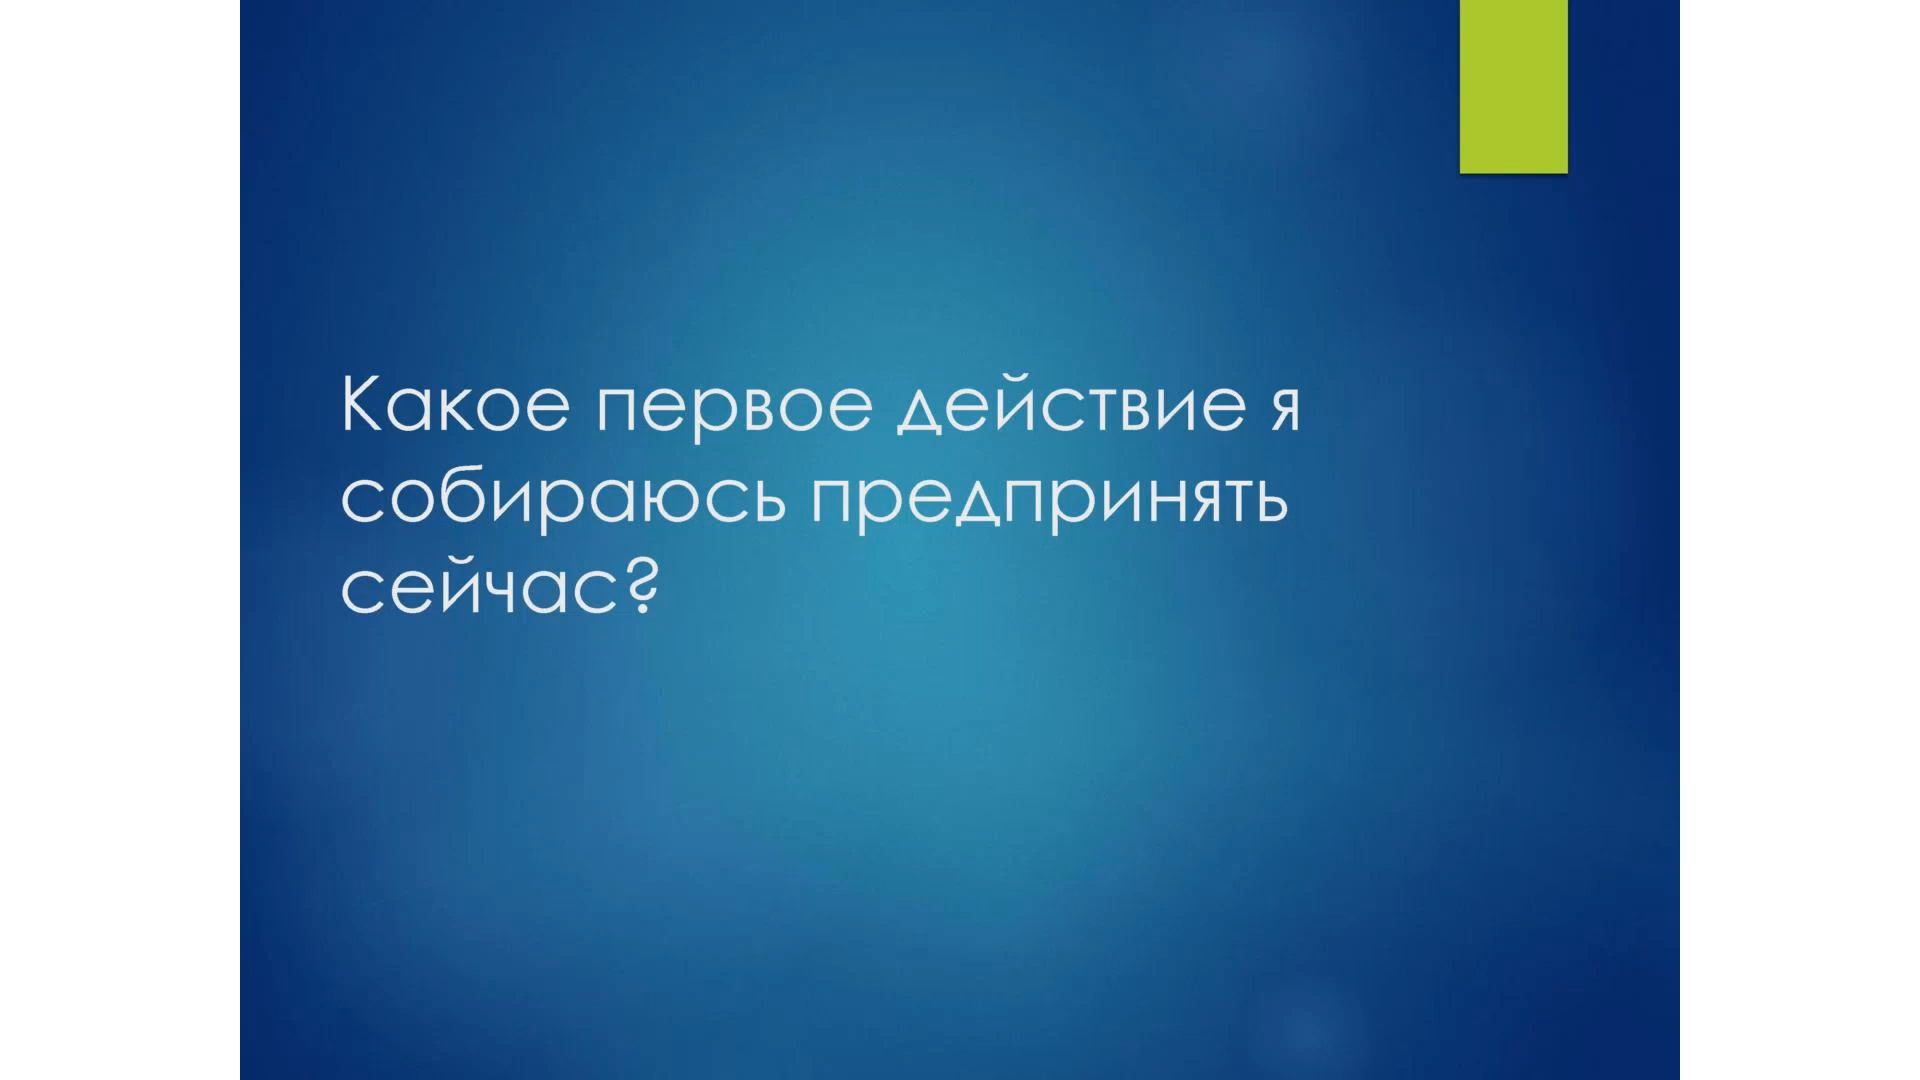 Какое первое действие я
собираюсь предпринять
сейчас?